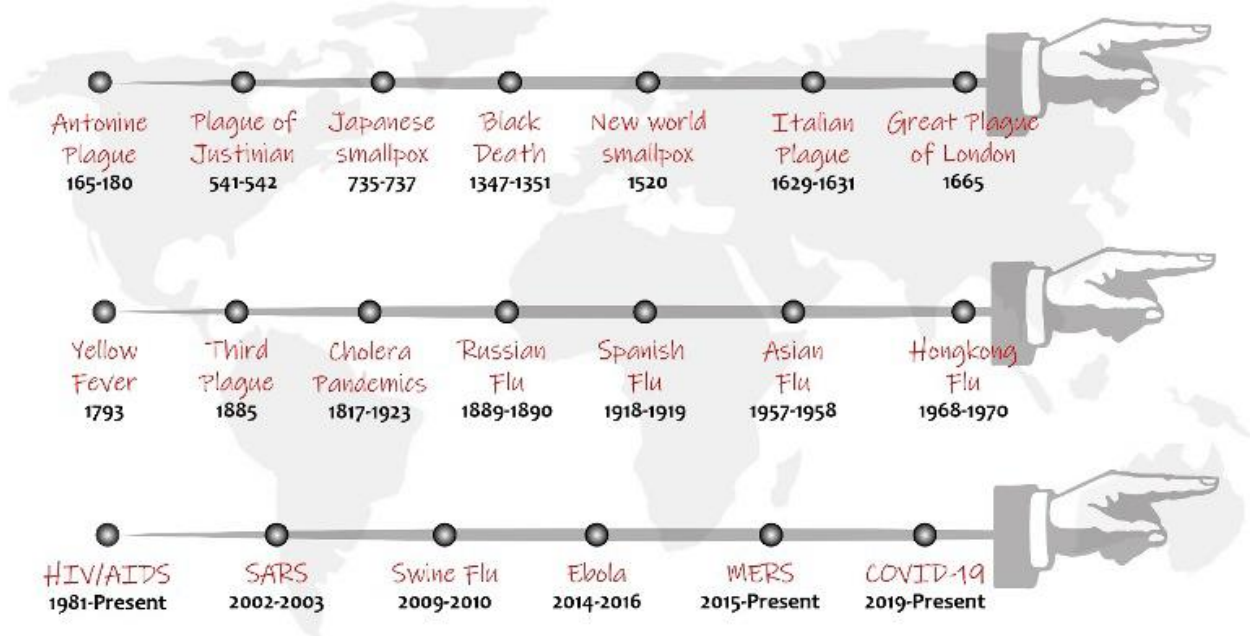 Antonine Plague of Japanese Black New world Italian Great Plague
Plague Justinian smallpox Death smallpox Plague of London
165-180 541-542 735-737 1347-1351 1520 1629-1631 1665
Yellow Third Cholera Russian Spanish Asian Hongkong
Fever Plague Pandemics Flu Flu Flu Flu
1793 1885 1817-1923 1889-1890 1918-1919 1957-1958 1968-1970
HIV/AIDS SARS Swine Flu Ebola MERS COVID-19
1981-Present 2002-2003 2009-2010 2014-2016 2015-Present 2019-Present